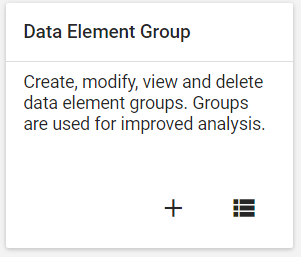 Data Element Group
Create, modify, view and delete
data element groups. Groups
are used for improved analysis.